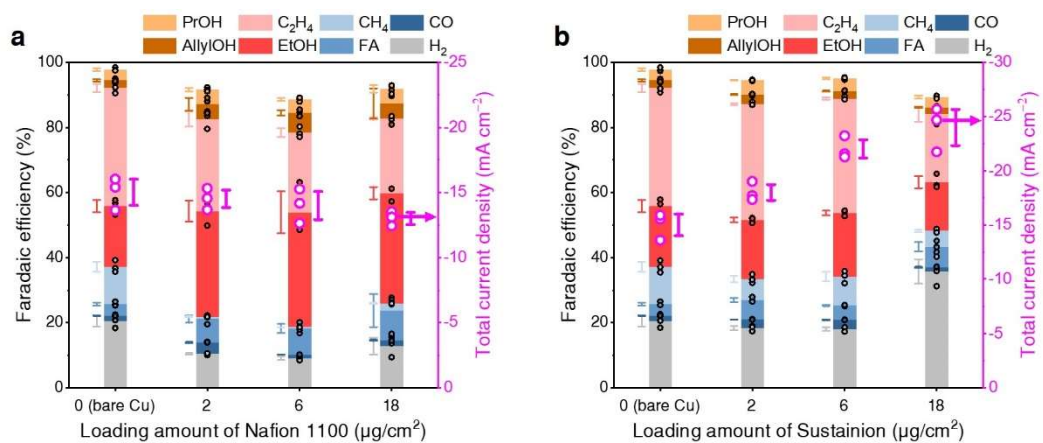 a
PrOH C₂H₄ CH₄ CO
AllylOH EtOH FA H₂
Faradaic efficiency (%)
100
80
60
40
20
0
0 (bare Cu) 2 6 18
Loading amount of Nafion 1100 (μg/cm²)
-25
-20
-15
-10
-5
0
Total current density (mA cm⁻²)
b
PrOH C₂H₄ CH₄ CO
AllylOH EtOH FA H₂
Faradaic efficiency (%)
100
80
60
40
20
0
0 (bare Cu) 2 6 18
Loading amount of Sustainion (μg/cm²)
-30
-25
-20
-15
-10
-5
0
Total current density (mA cm⁻²)